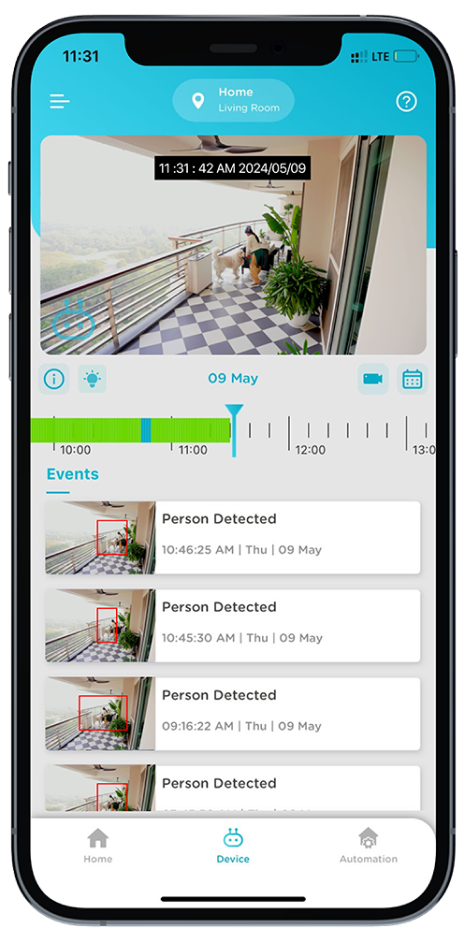 11:31
LTE
Home
Living Room
11 :31 : 42 AM 2024/05/09
09 May
10:00
11:00
12:00
13:0
Events
Person Detected
10:46:25 AM | Thu | 09 May
Person Detected
10:45:30 AM | Thu | 09 May
Person Detected
09:16:22 AM | Thu | 09 May
Person Detected
Home
Device
Automation